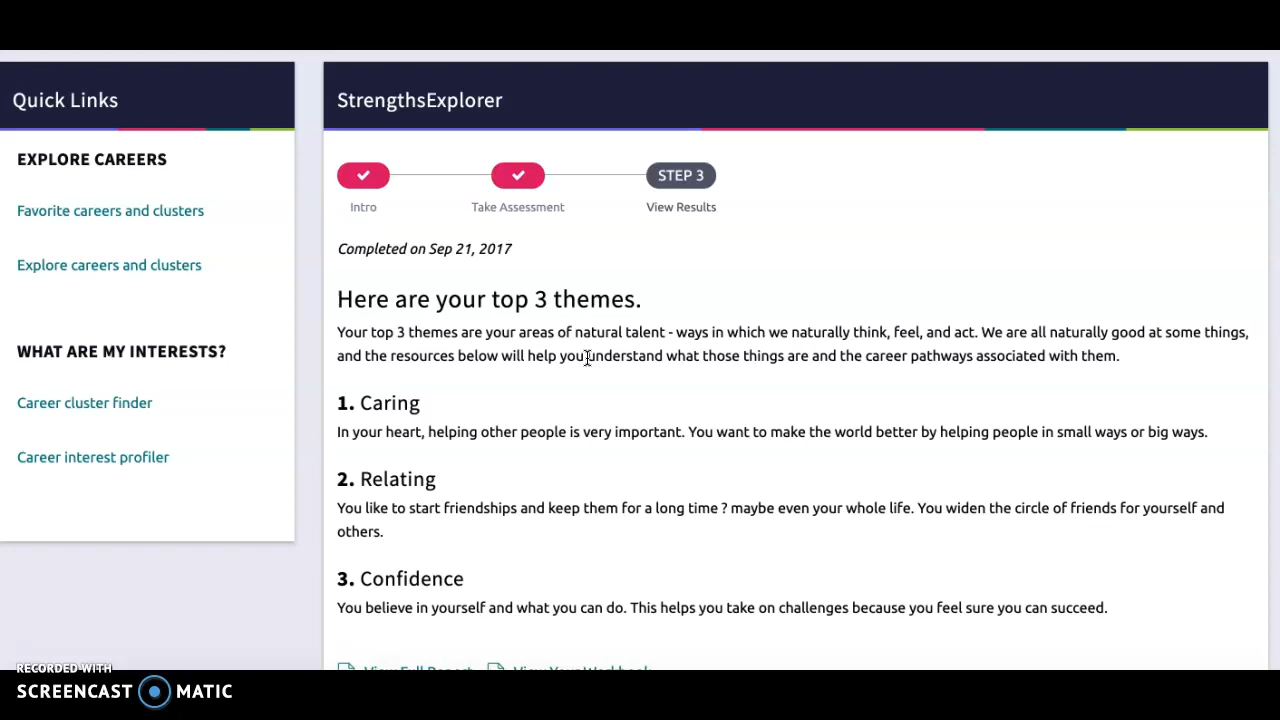 Quick Links
EXPLORE CAREERS
Favorite careers and clusters
Explore careers and clusters
WHAT ARE MY INTERESTS?
Career cluster finder
Career interest profiler
StrengthsExplorer
STEP 3
Intro
Take Assessment
View Results
Completed on Sep 21, 2017
Here are your top 3 themes.
Your top 3 themes are your areas of natural talent - ways in which we naturally think, feel, and act. We are all naturally good at some things,
and the resources below will help you understand what those things are and the career pathways associated with them.
1. Caring
In your heart, helping other people is very important. You want to make the world better by helping people in small ways or big ways.
2. Relating
You like to start friendships and keep them for a long time ? maybe even your whole life. You widen the circle of friends for yourself and
others.
3. Confidence
You believe in yourself and what you can do. This helps you take on challenges because you feel sure you can succeed.
View Full Report View Your Workbook
RECORDED WITH
SCREENCAST MATIC